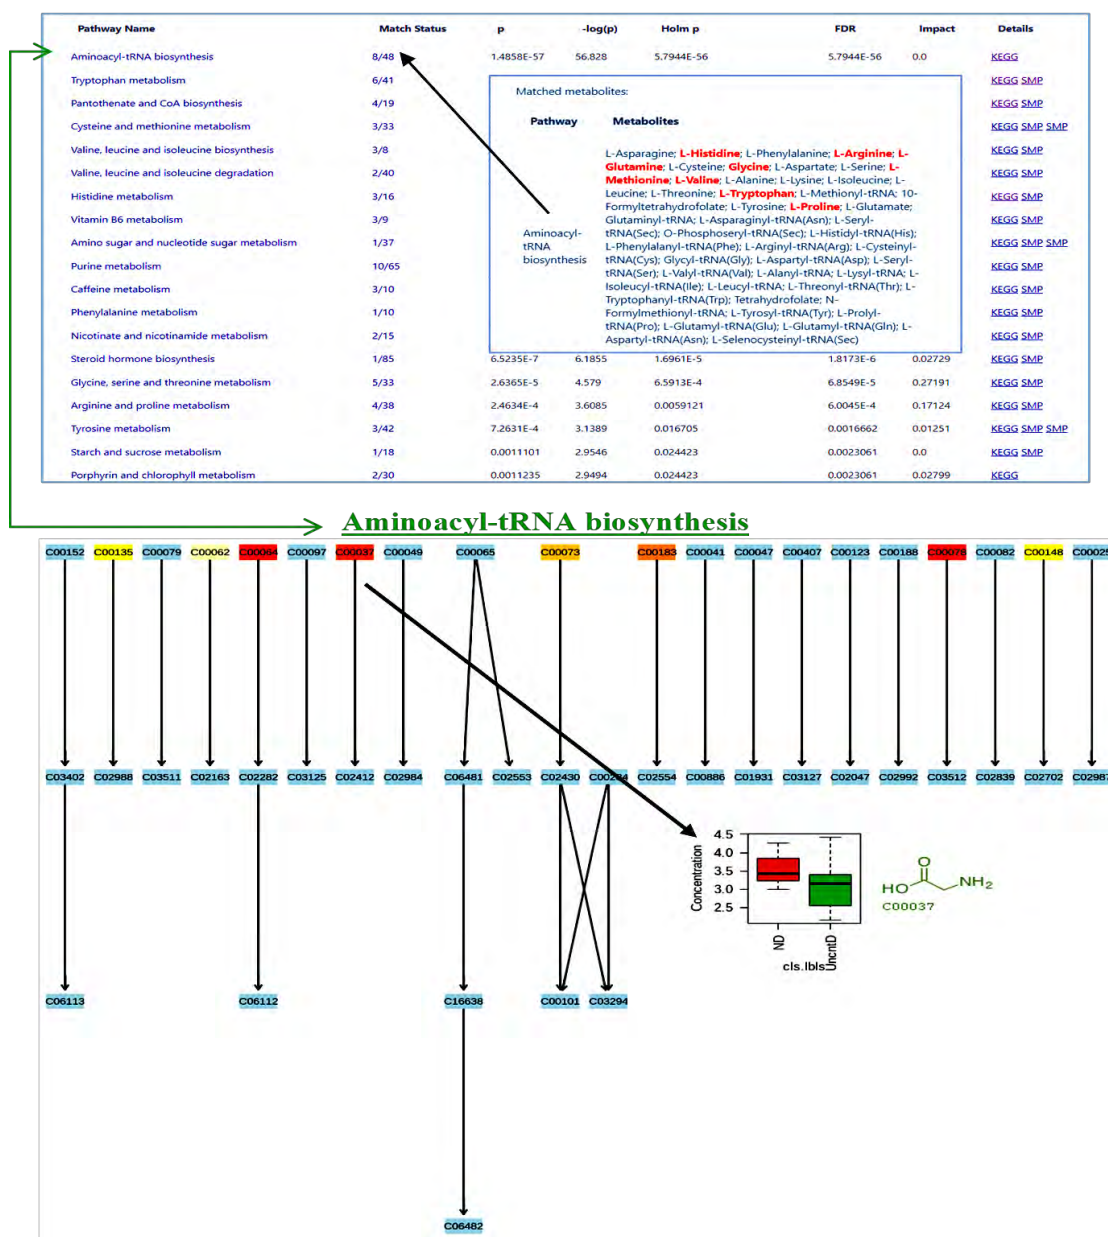 Pathway Name Match Status p -log(p) Holm p FDR Impact Details
Aminoacyl-tRNA biosynthesis 8/48 1.4858E-57 56.828 5.7944E-56 5.7944E-56 0.0 KEGG
Tryptophan metabolism 6/41 KEGG SMP
Pantothenate and CoA biosynthesis 4/19 KEGG SMP
Cysteine and methionine metabolism 3/33 KEGG SMP SMP
Valine, leucine and isoleucine biosynthesis 3/8 KEGG SMP
Valine, leucine and isoleucine degradation 2/40 KEGG SMP
Histidine metabolism 3/16 KEGG SMP
Vitamin B6 metabolism 3/9 KEGG SMP
Amino sugar and nucleotide sugar metabolism 1/37 KEGG SMP SMP
Purine metabolism 10/65 KEGG SMP
Caffeine metabolism 3/10 KEGG SMP
Phenylalanine metabolism 1/10 KEGG SMP
Nicotinate and nicotinamide metabolism 2/15 KEGG SMP
Steroid hormone biosynthesis 1/85 6.5235E-7 6.1855 1.6961E-5 1.8173E-6 0.02729 KEGG SMP
Glycine, serine and threonine metabolism 5/33 2.6365E-5 4.579 6.5913E-4 6.8549E-5 0.27191 KEGG SMP
Arginine and proline metabolism 4/38 2.4634E-4 3.6085 0.0059121 6.0045E-4 0.17124 KEGG SMP
Tyrosine metabolism 3/42 7.2631E-4 3.1389 0.016705 0.0016662 0.01251 KEGG SMP SMP
Starch and sucrose metabolism 1/18 0.0011101 2.9546 0.024423 0.0023061 0.0 KEGG SMP
Porphyrin and chlorophyll metabolism 2/30 0.0011235 2.9494 0.024423 0.0023061 0.02799 KEGG
Matched metabolites:
Pathway Metabolites
Aminoacyl-
tRNA
biosynthesis
L-Asparagine; L-Histidine; L-Phenylalanine; L-Arginine; L-
Glutamine; L-Cysteine; Glycine; L-Aspartate; L-Serine; L-
Methionine; L-Valine; L-Alanine; L-Lysine; L-Isoleucine; L-
Leucine; L-Threonine; L-Tryptophan; L-Methionyl-tRNA; 10-
Formyltetrahydrofolate; L-Tyrosine; L-Proline; L-Glutamate;
Glutaminyl-tRNA; L-Asparaginyl-tRNA(Asn); L-Seryl-
tRNA(Sec); O-Phosphoseryl-tRNA(Sec); L-Histidyl-tRNA(His);
L-Phenylalanyl-tRNA(Phe); L-Arginyl-tRNA(Arg); L-Cysteinyl-
tRNA(Cys); Glycyl-tRNA(Gly); L-Aspartyl-tRNA(Asp); L-Seryl-
tRNA(Ser); L-Valyl-tRNA(Val); L-Alanyl-tRNA; L-Lysyl-tRNA; L-
Isoleucyl-tRNA(Ile); L-Leucyl-tRNA; L-Threonyl-tRNA(Thr); L-
Tryptophanyl-tRNA(Trp); Tetrahydrofolate; N-
Formylmethionyl-tRNA; L-Tyrosyl-tRNA(Tyr); L-Prolyl-
tRNA(Pro); L-Glutamyl-tRNA(Glu); L-Glutamyl-tRNA(Gln); L-
Aspartyl-tRNA(Asn); L-Selenocysteinyl-tRNA(Sec)
Aminoacyl-tRNA biosynthesis
C00152 C00135 C00079 C00062 C00064 C00097 C00037 C00049 C00065 C00073 C00183 C00041 C00047 C00407 C00123 C00188 C00078 C00082 C00148 C00025
C03402 C02988 C03511 C02163 C02282 C03125 C02412 C02984 C06481 C02553 C02430 C00234 C02554 C00886 C01931 C03127 C02047 C02992 C03512 C02839 C02702 C02987
4.5
4.0
3.5
3.0
2.5
Concentration
ND
UncntD
cls.lbls
HO
O
NH2
C00037
C06113 C06112 C16638 C00101 C03294
C06482